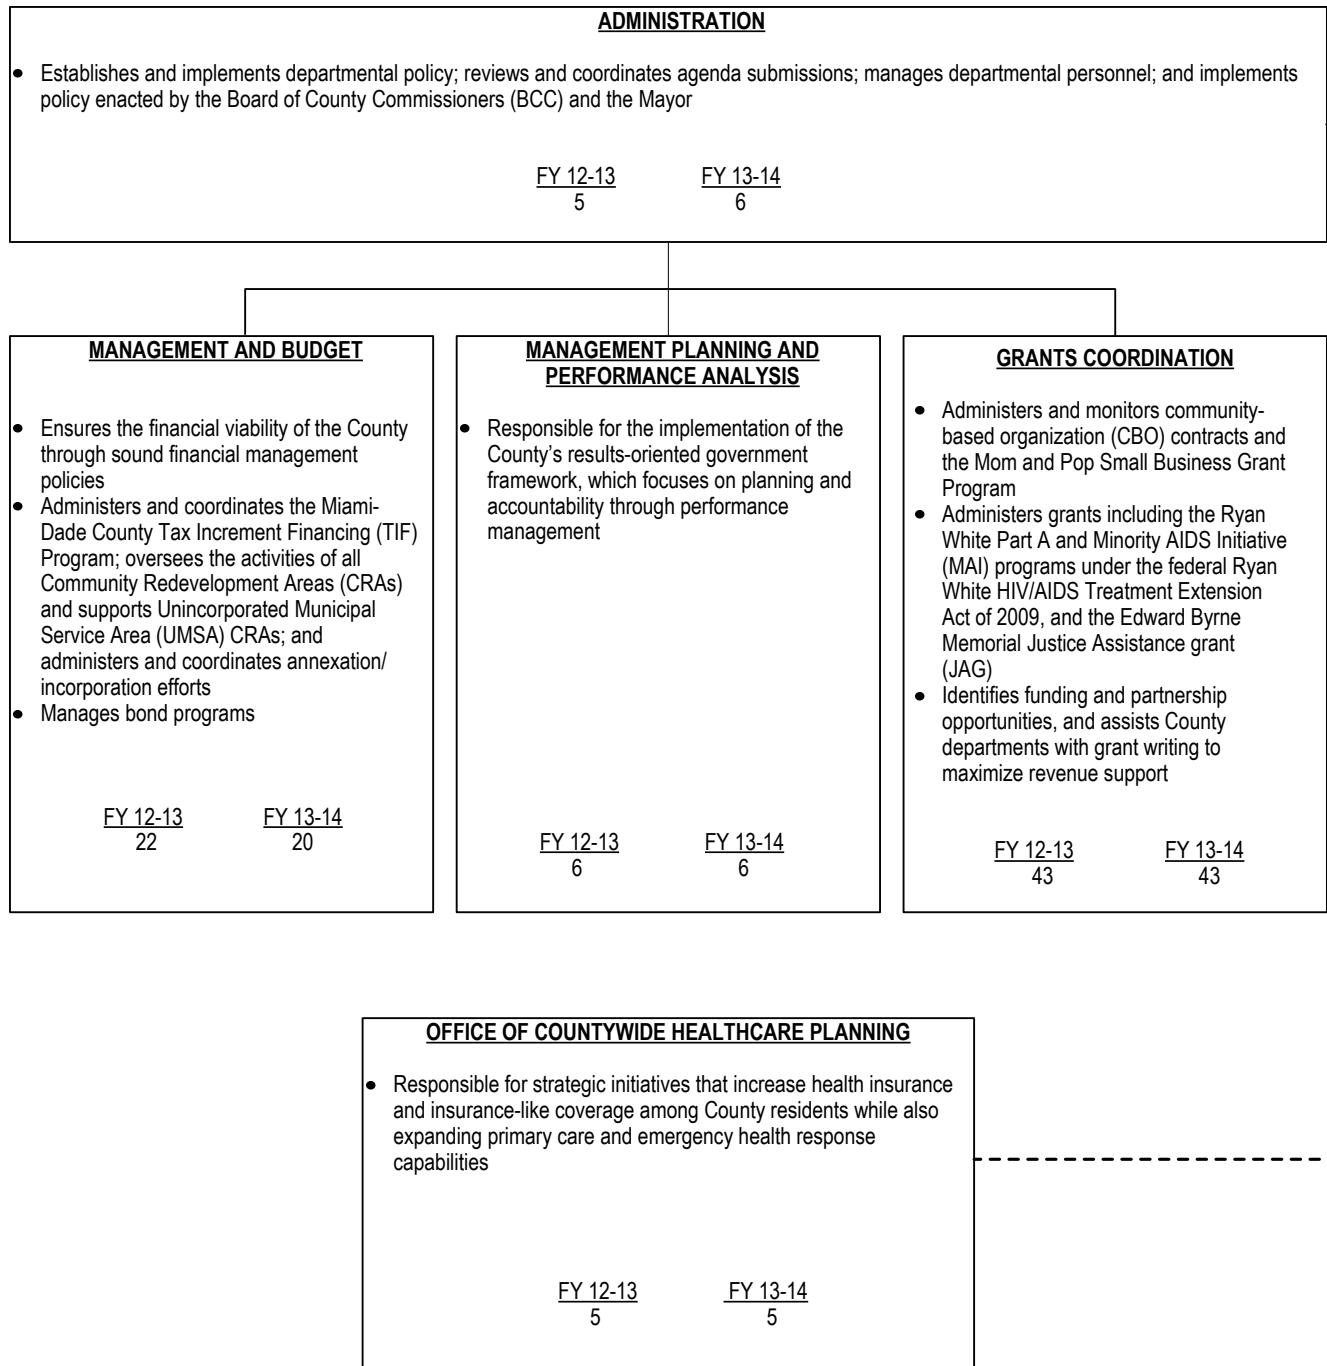 ADMINISTRATION
• Establishes and implements departmental policy; reviews and coordinates agenda submissions; manages departmental personnel; and implements
policy enacted by the Board of County Commissioners (BCC) and the Mayor
FY 12-13 FY 13-14
5 6
MANAGEMENT AND BUDGET
• Ensures the financial viability of the County
through sound financial management
policies
• Administers and coordinates the Miami-
Dade County Tax Increment Financing (TIF)
Program; oversees the activities of all
Community Redevelopment Areas (CRAs)
and supports Unincorporated Municipal
Service Area (UMSA) CRAs; and
administers and coordinates annexation/
incorporation efforts
• Manages bond programs
FY 12-13 FY 13-14
22 20
MANAGEMENT PLANNING AND
PERFORMANCE ANALYSIS
• Responsible for the implementation of the
County’s results-oriented government
framework, which focuses on planning and
accountability through performance
management
FY 12-13 FY 13-14
6 6
GRANTS COORDINATION
• Administers and monitors community-
based organization (CBO) contracts and
the Mom and Pop Small Business Grant
Program
• Administers grants including the Ryan
White Part A and Minority AIDS Initiative
(MAI) programs under the federal Ryan
White HIV/AIDS Treatment Extension
Act of 2009, and the Edward Byrne
Memorial Justice Assistance grant
(JAG)
• Identifies funding and partnership
opportunities, and assists County
departments with grant writing to
maximize revenue support
FY 12-13 FY 13-14
43 43
OFFICE OF COUNTYWIDE HEALTHCARE PLANNING
• Responsible for strategic initiatives that increase health insurance
and insurance-like coverage among County residents while also
expanding primary care and emergency health response
capabilities
FY 12-13 FY 13-14
5 5